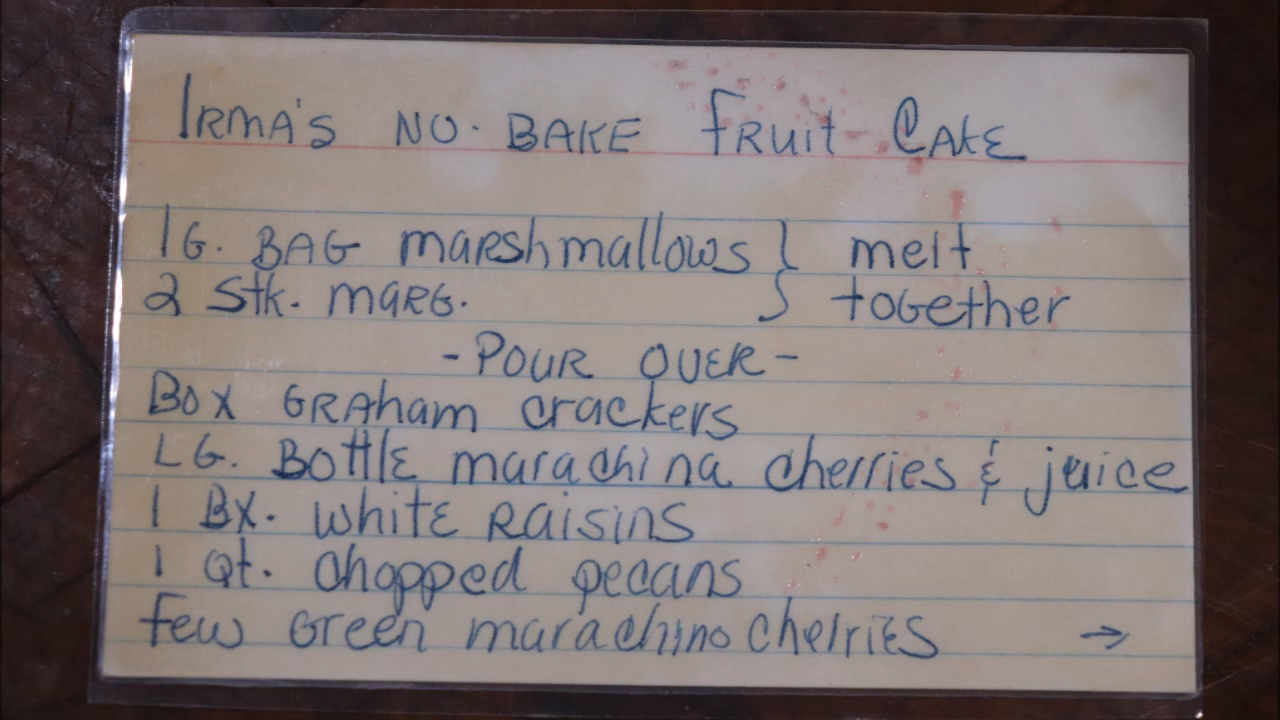 IRMA'S NO-BAKE FRUIT CAKE
1G. BAG marshmallows } melt
2 Stk. marg. } together
-POUR OVER-
BOX GRAHAM crackers
LG. Bottle marachina cherries & juice
1 BX. white Raisins
1 Qt. chopped pecans
few Green marachino cherries →